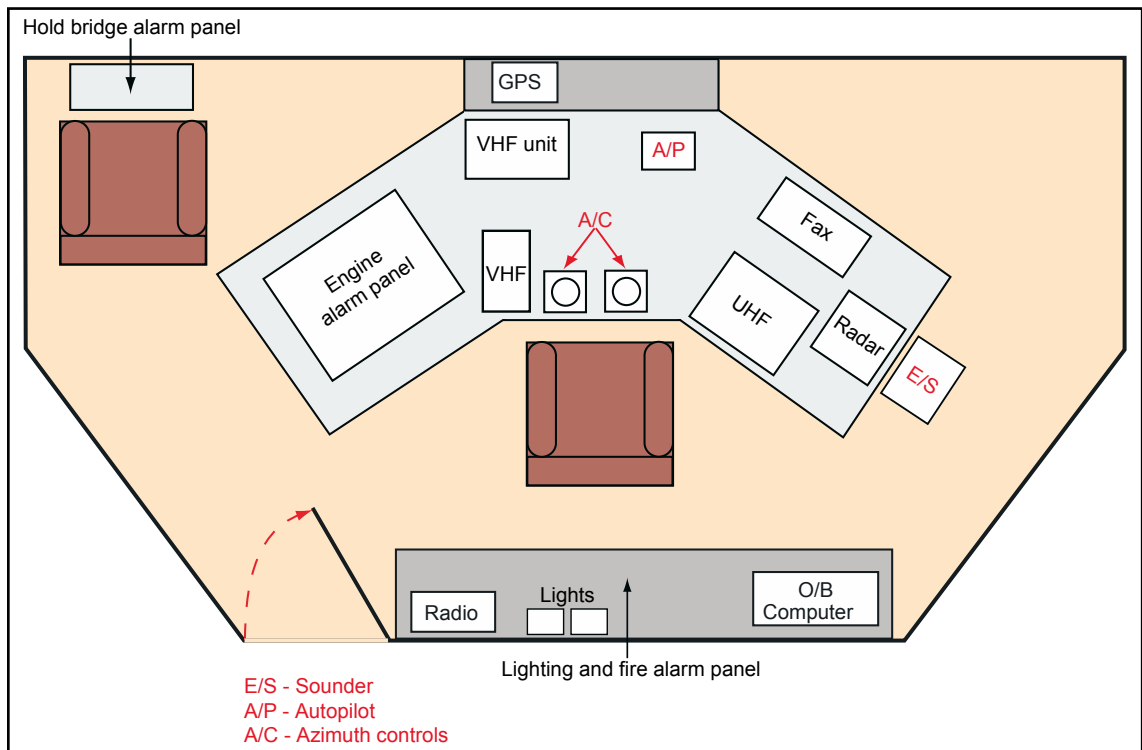 Hold bridge alarm panel
GPS
VHF unit
A/P
A/C
Fax
Engine
alarm panel
VHF
UHF
Radar
E/S
Radio
Lights
O/B
Computer
Lighting and fire alarm panel
E/S - Sounder
A/P - Autopilot
A/C - Azimuth controls